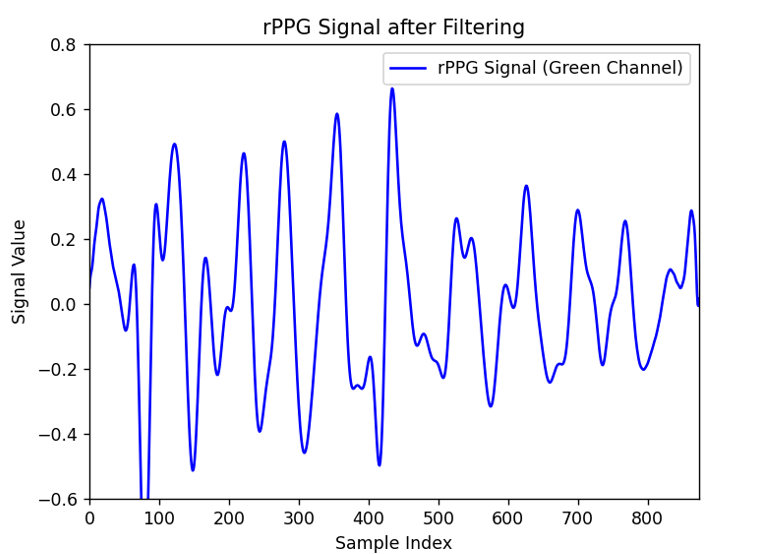 rPPG Signal after Filtering
rPPG Signal (Green Channel)
Signal Value
0.8
0.6
0.4
0.2
0.0
−0.2
−0.4
−0.6
0 100 200 300 400 500 600 700 800
Sample Index